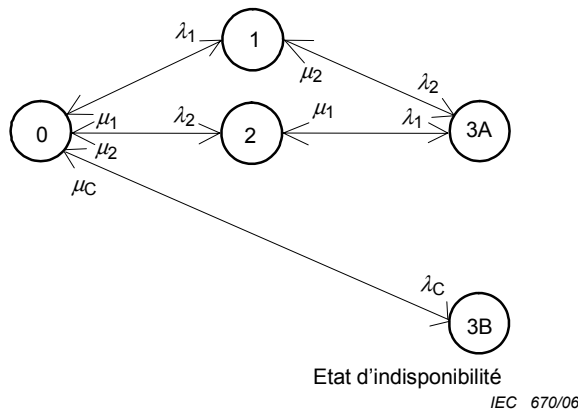 λ1 1
μ2 λ2
0 μ1 λ2 2 μ1 λ1 3A
μ2
μC
λC
3B
Etat d'indisponibilité
IEC 670/06